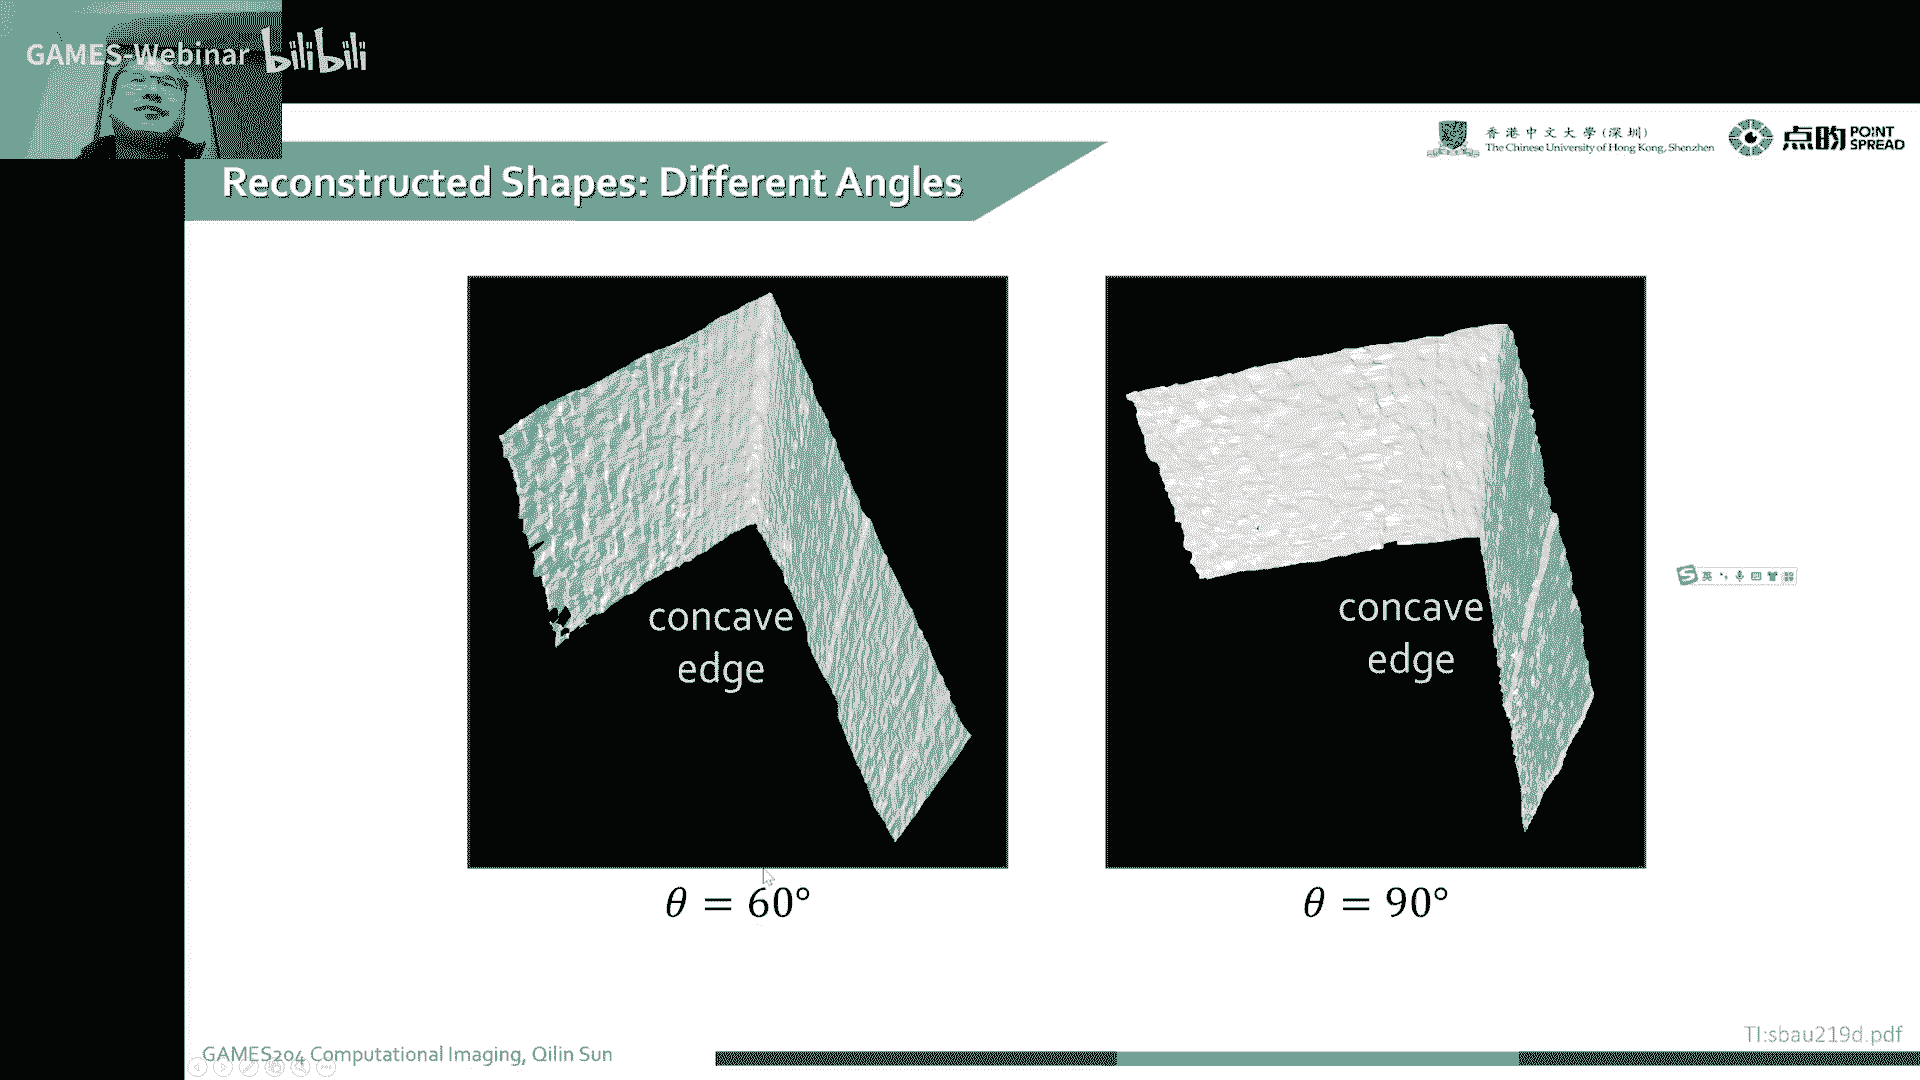 GAMES-Webinar bilibili
香港中文大學(深圳)
The Chinese University of Hong Kong, Shenzhen
点昀 POINT SPREAD
Reconstructed Shapes: Different Angles
concave
edge
concave
edge
θ = 60°
θ = 90°
英
TI:sbau219d.pdf
GAMES204 Computational Imaging, Qilin Sun